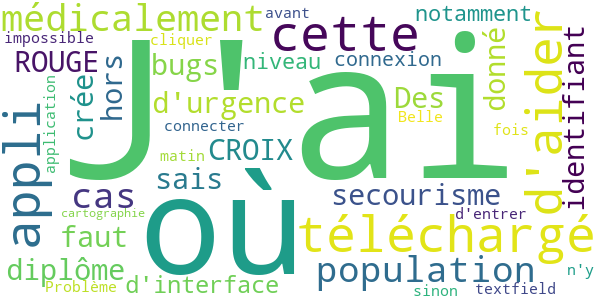 médicalement cette avant notamment
impossible cliquer
ROUGE bugs niveau connexion donné d'aider identifiant
J'ai
appli application crée hors d'urgence Des
connecter Belle fois
matin CROIX
cas sais secourisme
cartographie d'entrer
où téléchargé
faut
diplôme population n'y
Problème d'interface sinon textfield